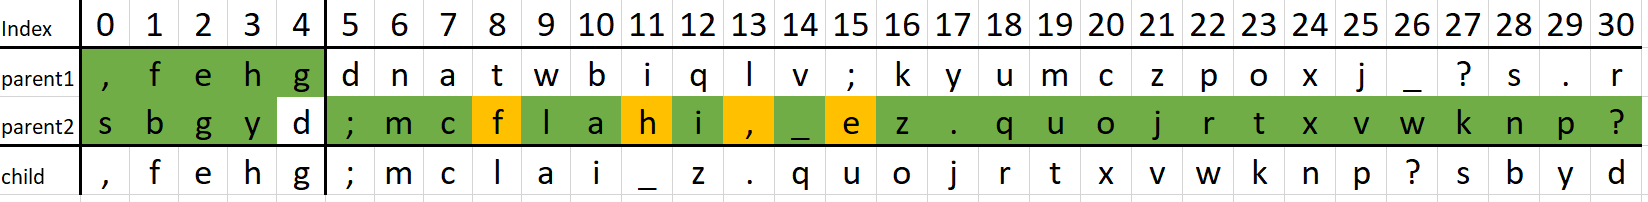 Index 0 1 2 3 4 5 6 7 8 9 10 11 12 13 14 15 16 17 18 19 20 21 22 23 24 25 26 27 28 29 30
parent1 , f e h g d n a t w b i q l v ; k y u m c z p o x j _ ? s . r
parent2 s b g y d ; m c f l a h i , _ e z . q u o j r t x v w k n p ?
child , f e h g ; m c l a i _ z . q u o j r t x v w k n p ? s b y d